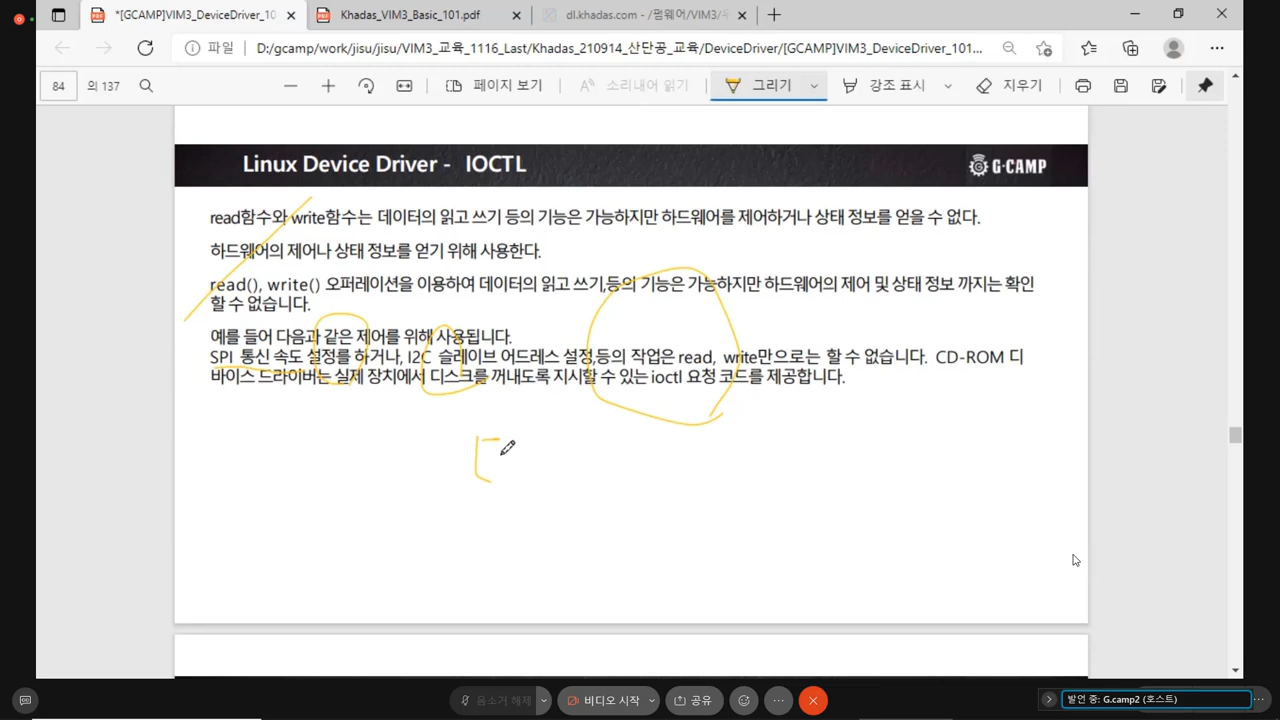 *[GCAMP]VIM3_DeviceDriver_10
Khadas_VIM3_Basic_101.pdf
dl.khadas.com - /펌웨어/VIM3/우
파일
D:/gcamp/work/jisu/jisu/VIM3_교육_1116_Last/Khadas_210914_산단공_교육/DeviceDriver/[GCAMP]VIM3_DeviceDriver_101...
84 의 137
페이지 보기
소리내어 읽기
그리기
강조 표시
지우기
Linux Device Driver - IOCTL
G·CAMP
read함수와 write함수는 데이터의 읽고 쓰기 등의 기능은 가능하지만 하드웨어를 제어하거나 상태 정보를 얻을 수 없다.
하드웨어의 제어나 상태 정보를 얻기 위해 사용한다.
read(), write() 오퍼레이션을 이용하여 데이터의 읽고 쓰기,등의 기능은 가능하지만 하드웨어의 제어 및 상태 정보 까지는 확인
할 수 없습니다.
예를 들어 다음과 같은 제어를 위해 사용됩니다.
SPI 통신 속도 설정를 하거나, I2C 슬레이브 어드레스 설정,등의 작업은 read, write만으로는 할 수 없습니다. CD-ROM 디
바이스 드라이버는 실제 장치에서 디스크를 꺼내도록 지시할 수 있는 ioctl 요청 코드를 제공합니다.
음소거 해제
비디오 시작
공유
발언 중: G.camp2 (호스트)